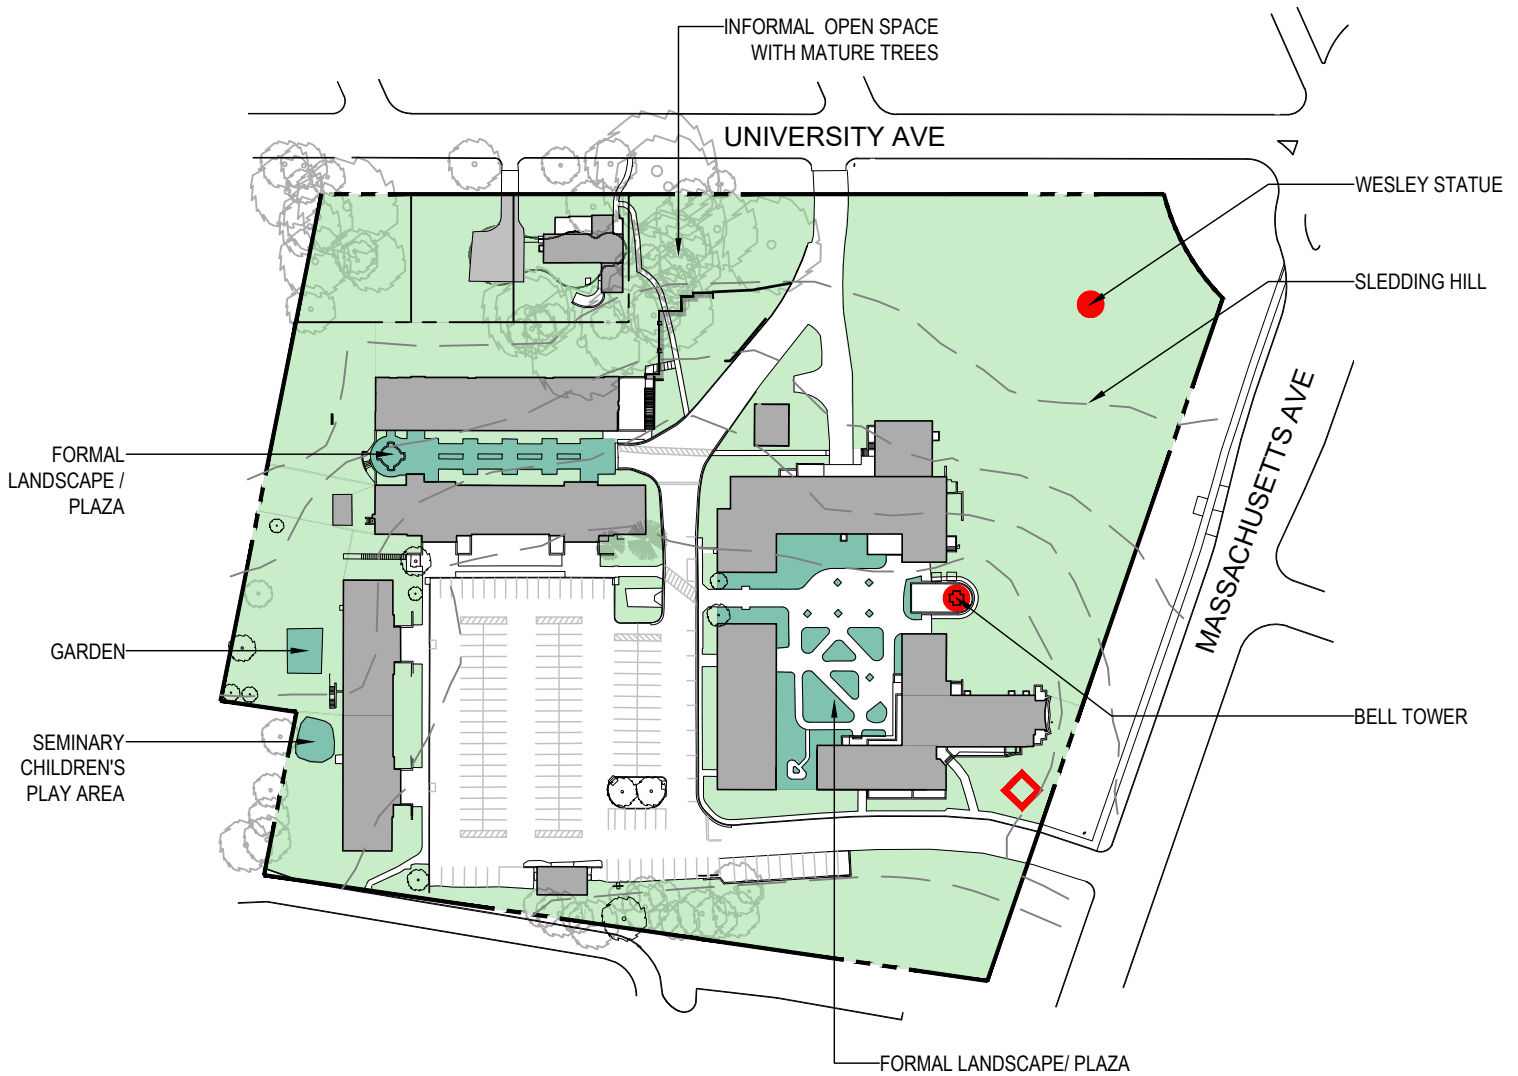 INFORMAL OPEN SPACE
WITH MATURE TREES
UNIVERSITY AVE
WESLEY STATUE
SLEDDING HILL
MASSACHUSETTS AVE
FORMAL
LANDSCAPE /
PLAZA
GARDEN
SEMINARY
CHILDREN'S
PLAY AREA
BELL TOWER
FORMAL LANDSCAPE/ PLAZA